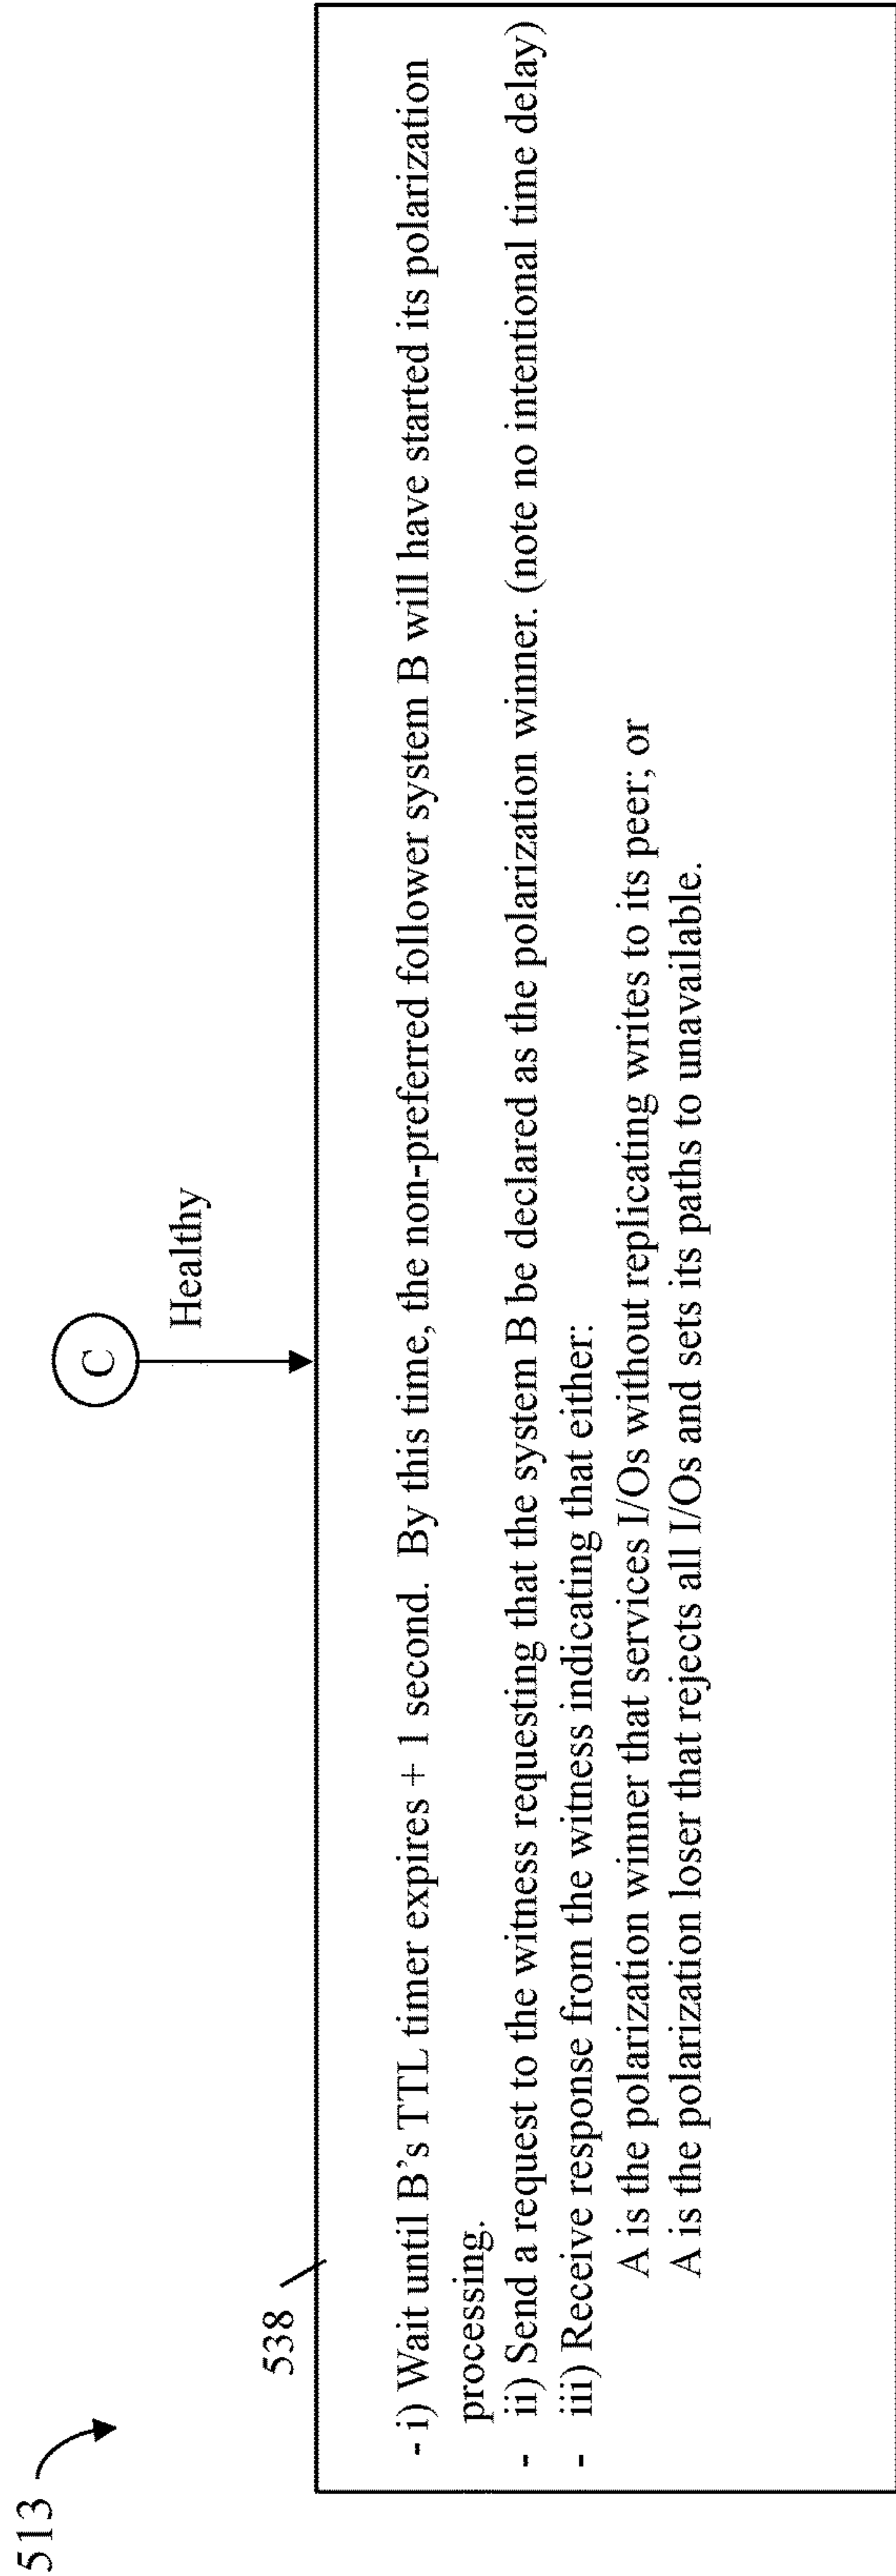 513
C
Healthy
538
- i) Wait until B's TTL timer expires + 1 second. By this time, the non-preferred follower system B will have started its polarization
processing.
- ii) Send a request to the witness requesting that the system B be declared as the polarization winner. (note no intentional time delay)
- iii) Receive response from the witness indicating that either:
A is the polarization winner that services I/Os without replicating writes to its peer; or
A is the polarization loser that rejects all I/Os and sets its paths to unavailable.